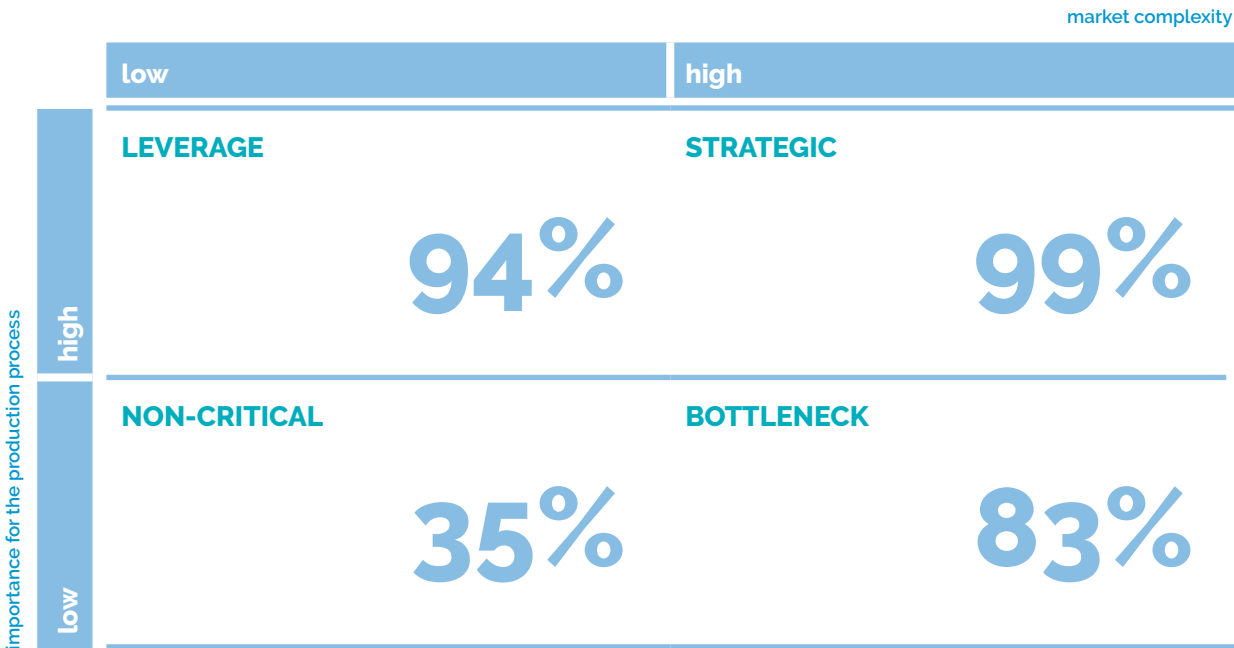 market complexity
low
high
importance for the production process
high
LEVERAGE
STRATEGIC
94%
99%
low
NON-CRITICAL
BOTTLENECK
35%
83%